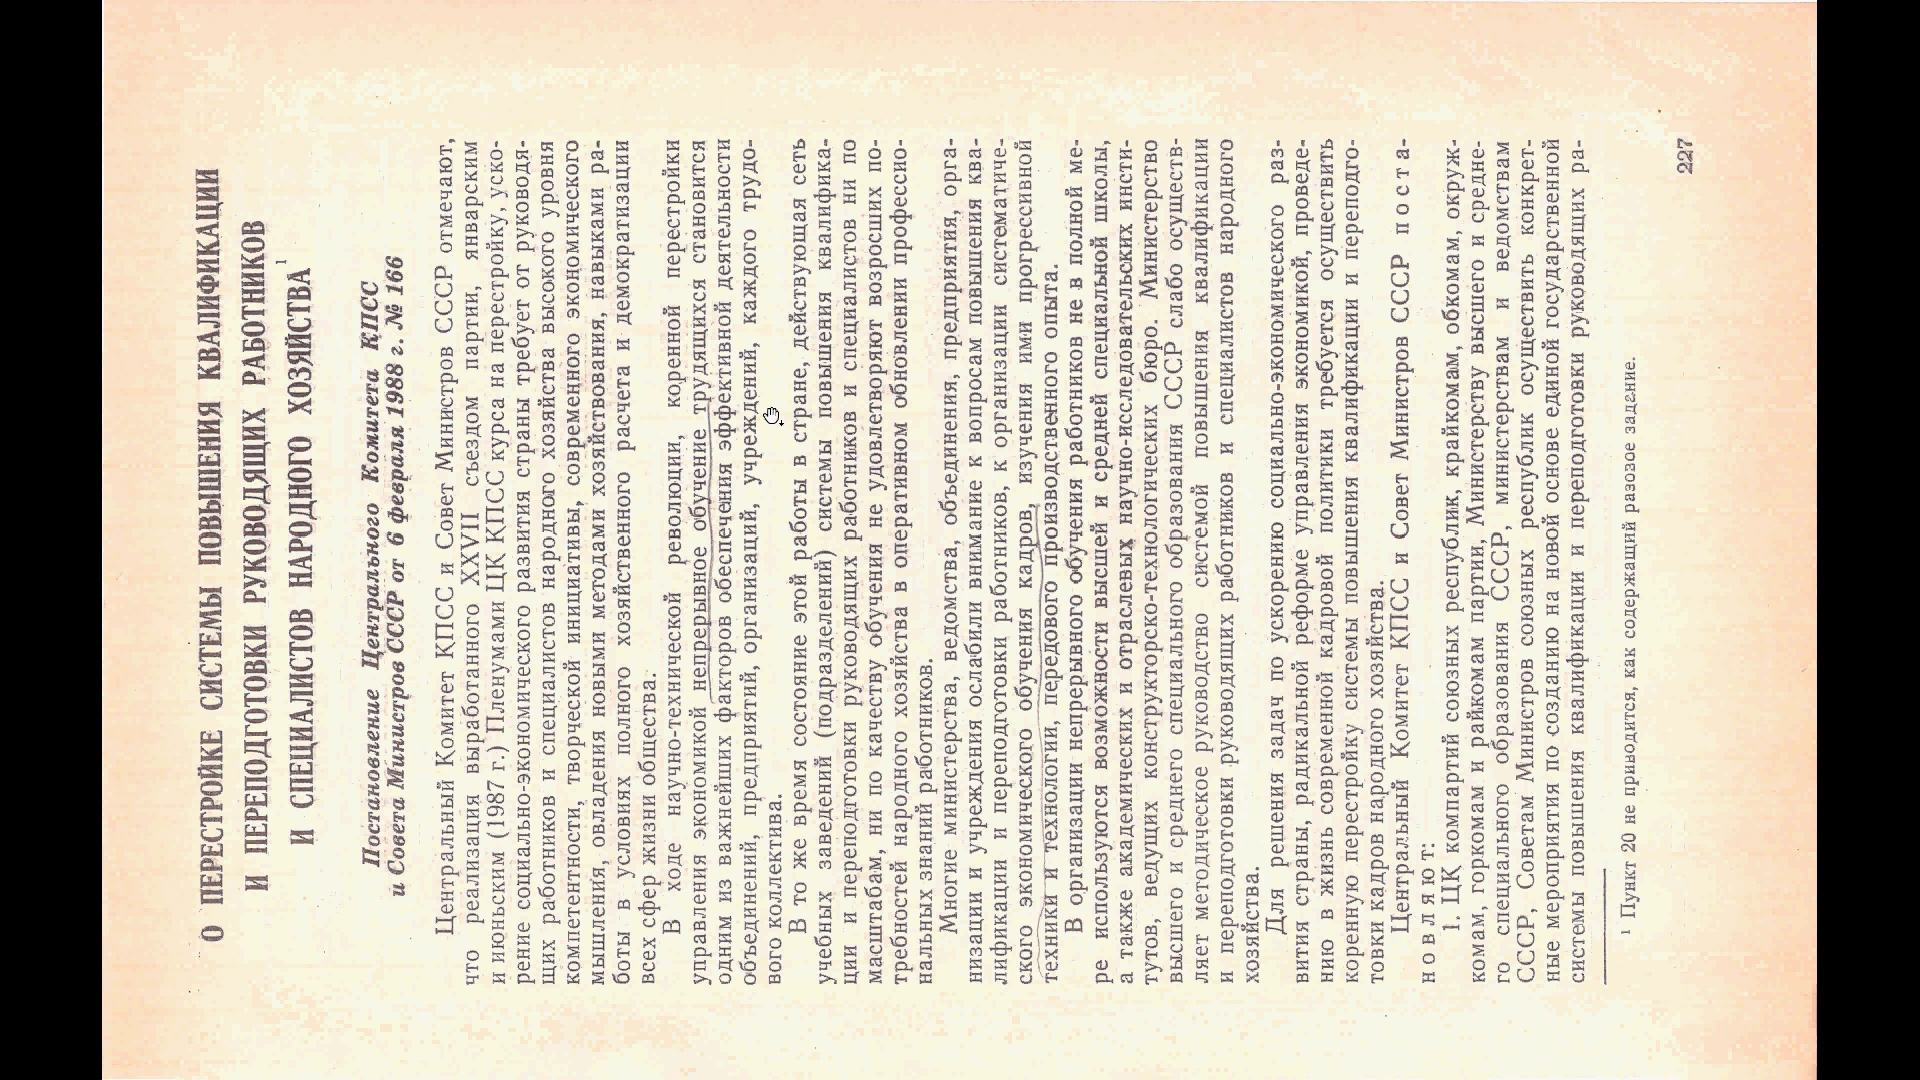 О ПЕРЕСТРОЙКЕ СИСТЕМЫ ПОВЫШЕНИЯ КВАЛИФИКАЦИИ
И ПЕРЕПОДГОТОВКИ РУКОВОДЯЩИХ РАБОТНИКОВ
И СПЕЦИАЛИСТОВ НАРОДНОГО ХОЗЯЙСТВА 1
Постановление Центрального Комитета КПСС
и Совета Министров СССР от 6 февраля 1988 г. № 166
Центральный Комитет КПСС и Совет Министров СССР отмечают,
что реализация выработанного XXVII съездом партии, январским
и июньским (1987 г.) Пленумами ЦК КПСС курса на перестройку, уско-
рение социально-экономического развития страны требует от руководя-
щих работников и специалистов народного хозяйства высокого уровня
компетентности, творческой инициативы, современного экономического
мышления, овладения новыми методами хозяйствования, навыками ра-
боты в условиях полного хозяйственного расчета и демократизации
всех сфер жизни общества.
В ходе научно-технической революции, коренной перестройки
управления экономикой непрерывное обучение трудящихся становится
одним из важнейших факторов обеспечения эффективной деятельности
объединений, предприятий, организаций, учреждений, каждого трудо-
вого коллектива.
В то же время состояние этой работы в стране, действующая сеть
учебных заведений (подразделений) системы повышения квалифика-
ции и переподготовки руководящих работников и специалистов ни по
масштабам, ни по качеству обучения не удовлетворяют возросших по-
требностей народного хозяйства в оперативном обновлении профессио-
нальных знаний работников.
Многие министерства, ведомства, объединения, предприятия, орга-
низации и учреждения ослабили внимание к вопросам повышения ква-
лификации и переподготовки работников, к организации систематиче-
ского экономического обучения кадров, изучения ими прогрессивной
техники и технологии, передового производственного опыта.
В организации непрерывного обучения работников не в полной ме-
ре используются возможности высшей и средней специальной школы,
а также академических и отраслевых научно-исследовательских инсти-
тутов, ведущих конструкторско-технологических бюро. Министерство
высшего и среднего специального образования СССР слабо осуществ-
ляет методическое руководство системой повышения квалификации
и переподготовки руководящих работников и специалистов народного
хозяйства.
Для решения задач по ускорению социально-экономического раз-
вития страны, радикальной реформе управления экономикой, проведе-
нию в жизнь современной кадровой политики требуется осуществить
коренную перестройку системы повышения квалификации и переподго-
товки кадров народного хозяйства.
Центральный Комитет КПСС и Совет Министров СССР п о с т а-
н о в л я ю т:
1. ЦК компартий союзных республик, крайкомам, обкомам, окруж-
комам, горкомам и райкомам партии, Министерству высшего и средне-
го специального образования СССР, министерствам и ведомствам
СССР, Советам Министров союзных республик осуществить конкрет-
ные мероприятия по созданию на новой основе единой государственной
системы повышения квалификации и переподготовки руководящих ра-
1 Пункт 20 не приводится, как содержащий разовое задание.
227